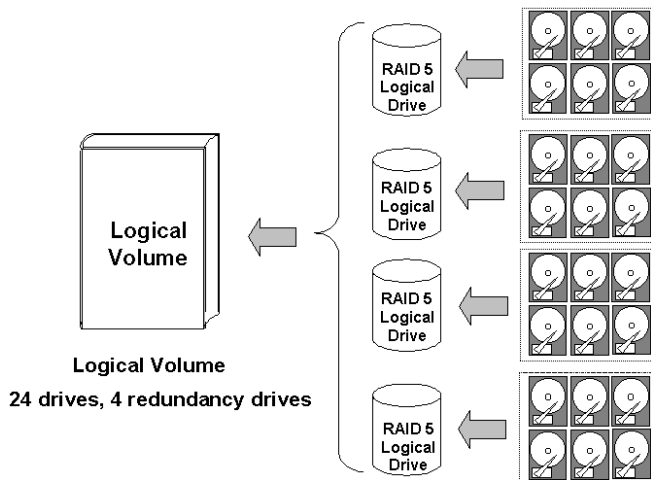 RAID 5
Logical
Drive
RAID 5
Logical
Drive
Logical
Volume
RAID 5
Logical
Drive
Logical Volume
24 drives, 4 redundancy drives
RAID 5
Logical
Drive